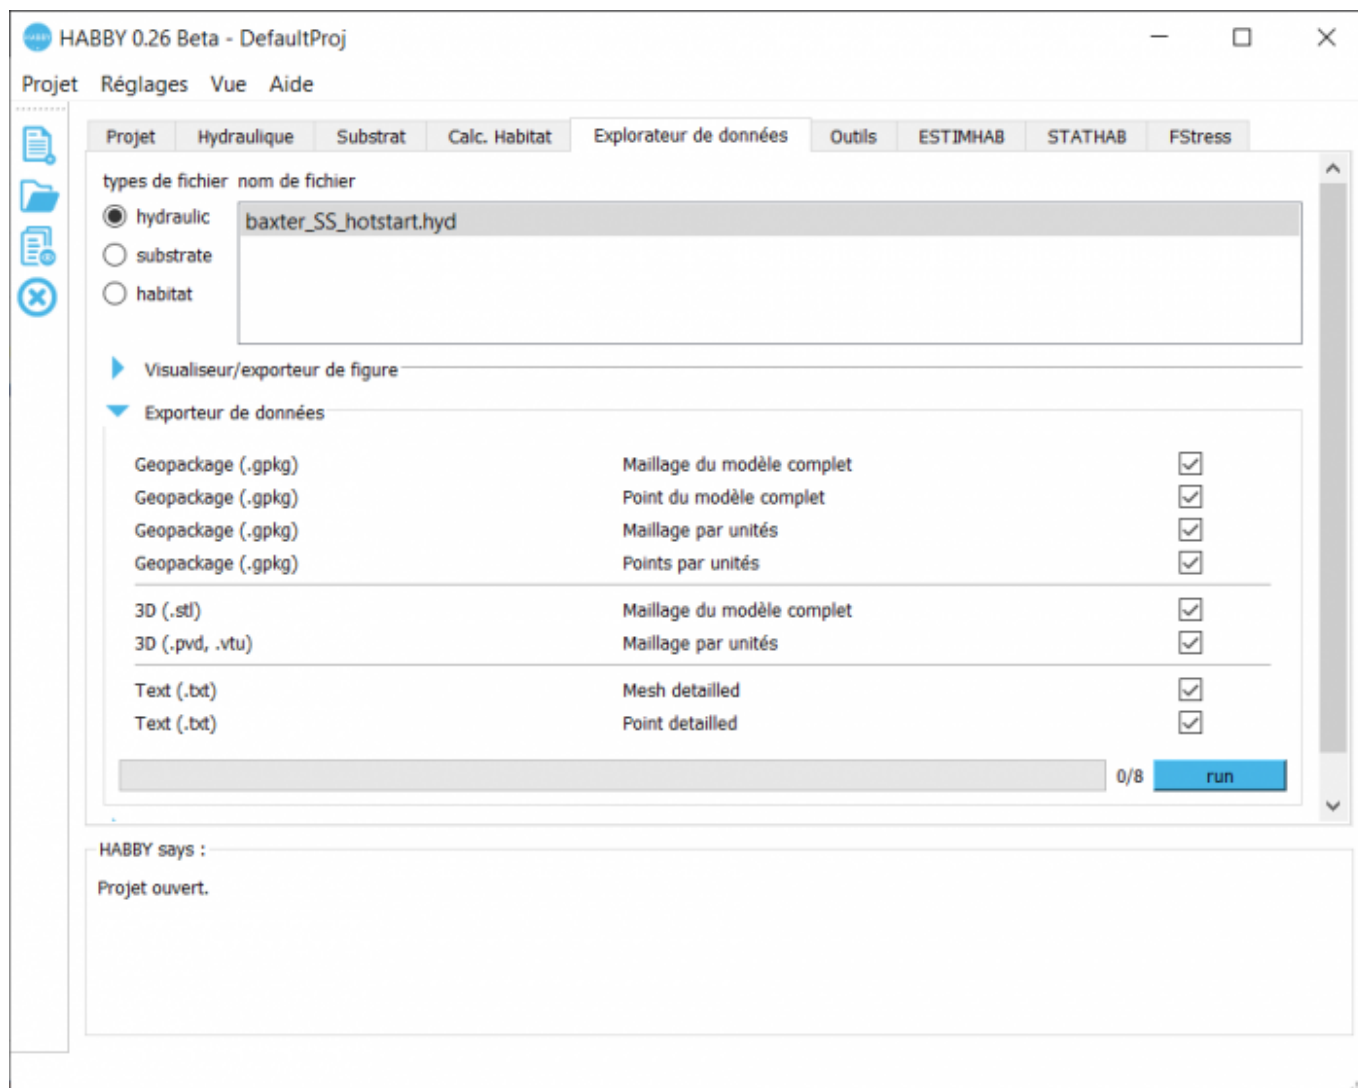 HABBY 0.26 Beta - DefaultProj
Projet Réglages Vue Aide
Projet Hydraulique Substrat Calc. Habitat Explorateur de données Outils ESTIMHAB STATHAB FStress
types de fichier nom de fichier
hydraulic baxter_SS_hotstart.hyd
substrate
habitat
Visualiseur/exporteur de figure
Exporteur de données
Geopackage (.gpkg) Maillage du modèle complet
Geopackage (.gpkg) Point du modèle complet
Geopackage (.gpkg) Maillage par unités
Geopackage (.gpkg) Points par unités
3D (.stl) Maillage du modèle complet
3D (.pvd, .vtu) Maillage par unités
Text (.txt) Mesh detailled
Text (.txt) Point detailled
0/8 run
HABBY says :
Projet ouvert.